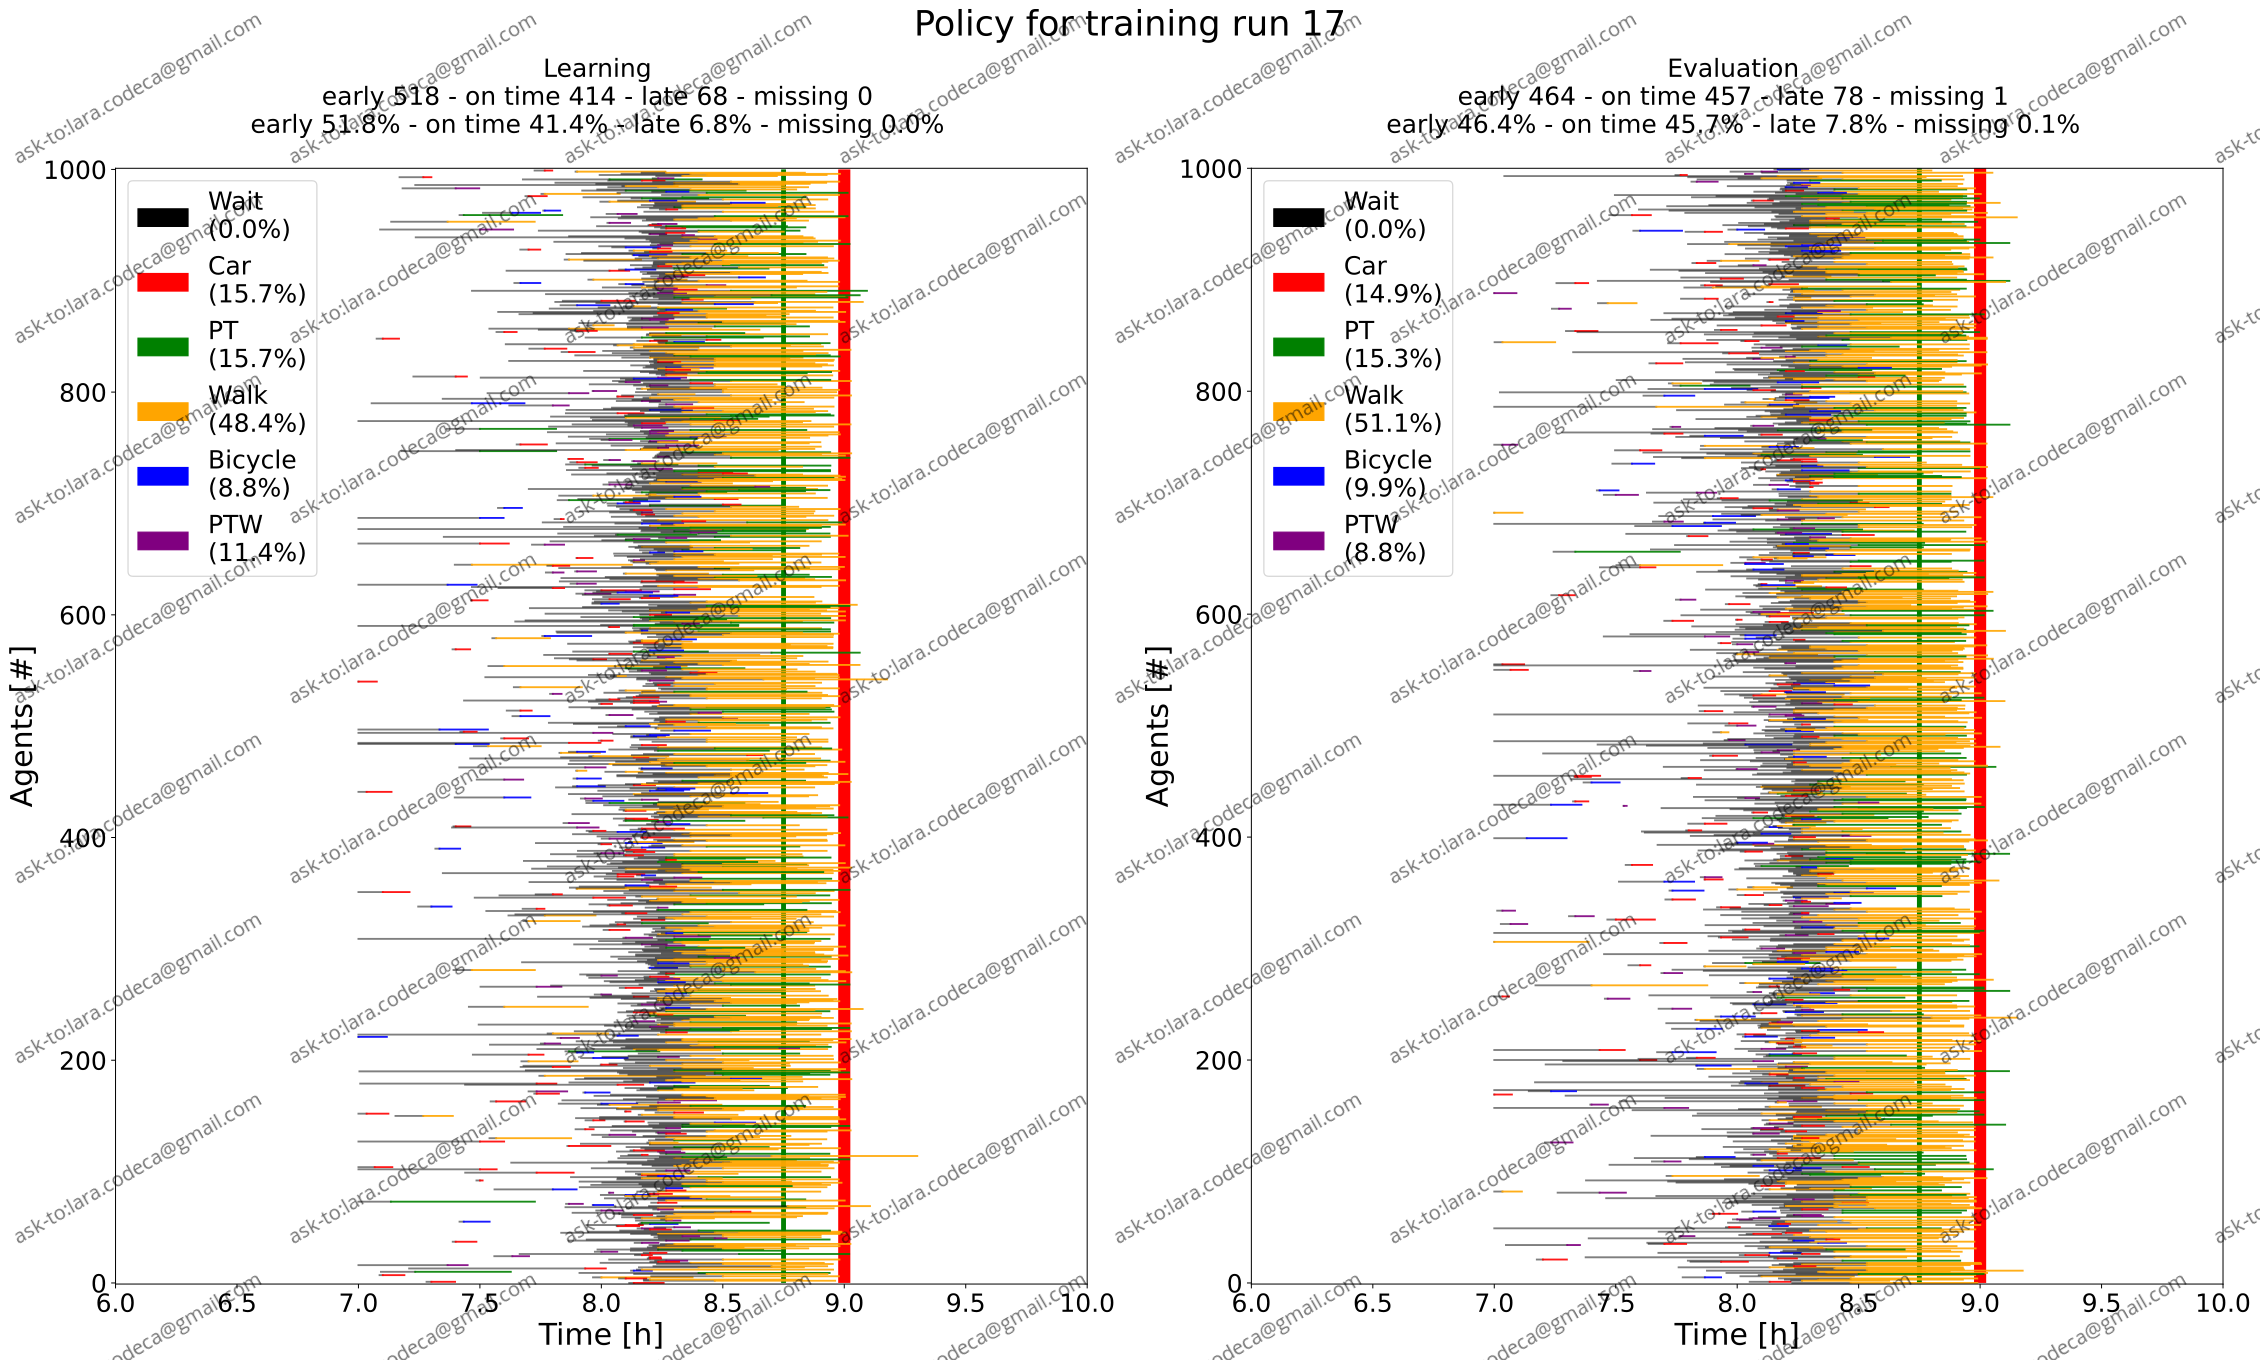 Policy for training run 17
Learning
early 518 - on time 414 - late 68 - missing 0
early 51.8% - on time 41.4% - late 6.8% - missing 0.0%
Agents [#]
1000
800
600
400
200
0
Wait
(0.0%)
Car
(15.7%)
PT
(15.7%)
Walk
(48.4%)
Bicycle
(8.8%)
PTW
(11.4%)
6.0 6.5 7.0 7.5 8.0 8.5 9.0 9.5 10.0
Time [h]
Evaluation
early 464 - on time 457 - late 78 - missing 1
early 46.4% - on time 45.7% - late 7.8% - missing 0.1%
Agents [#]
1000
800
600
400
200
0
Wait
(0.0%)
Car
(14.9%)
PT
(15.3%)
Walk
(51.1%)
Bicycle
(9.9%)
PTW
(8.8%)
6.0 6.5 7.0 7.5 8.0 8.5 9.0 9.5 10.0
Time [h]
ask-to:lara.codeca@gmail.com